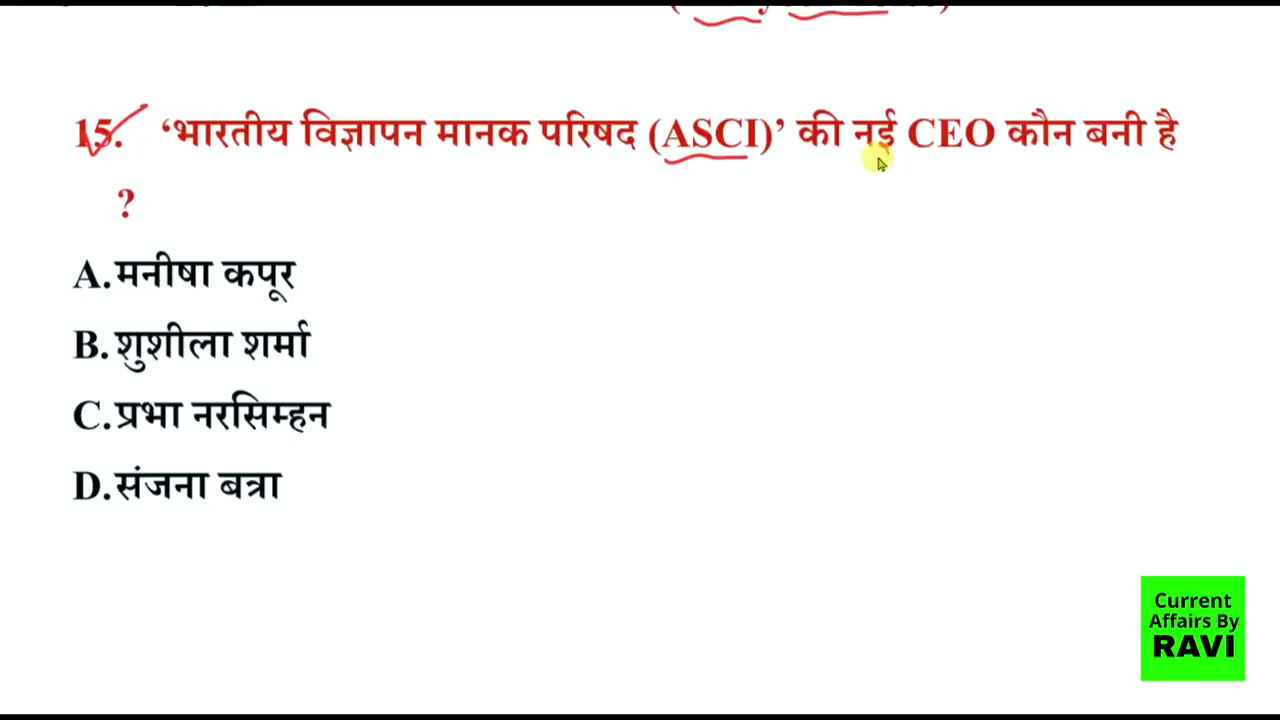 15. ‘भारतीय विज्ञापन मानक परिषद (ASCI)’ की नई CEO कौन बनी है
?
A.मनीषा कपूर
B.शुशीला शर्मा
C.प्रभा नरसिम्हन
D.संजना बत्रा
Current
Affairs By
RAVI